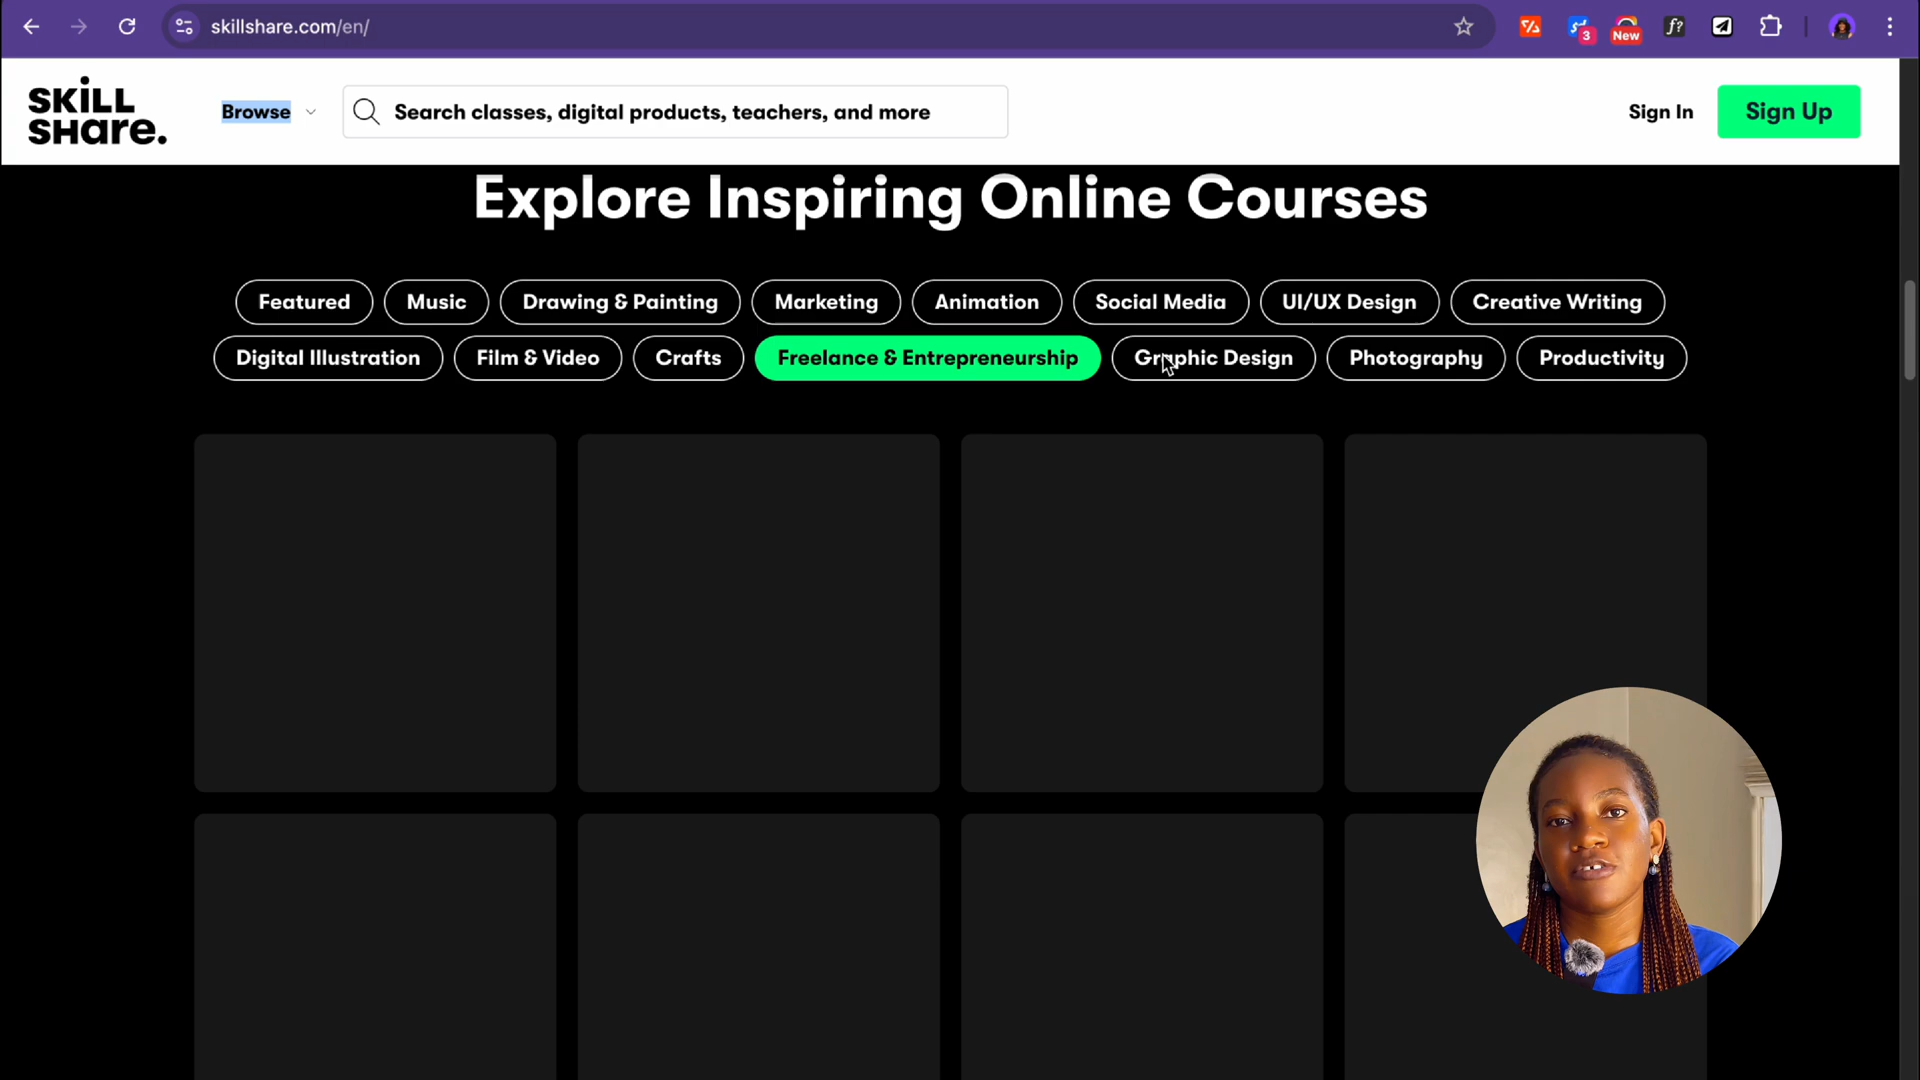 skillshare.com/en/
3
New
f?
SKILL
SHARE.
Browse
Search classes, digital products, teachers, and more
Sign In
Sign Up
Explore Inspiring Online Courses
Featured
Music
Drawing & Painting
Marketing
Animation
Social Media
UI/UX Design
Creative Writing
Digital Illustration
Film & Video
Crafts
Freelance & Entrepreneurship
Graphic Design
Photography
Productivity